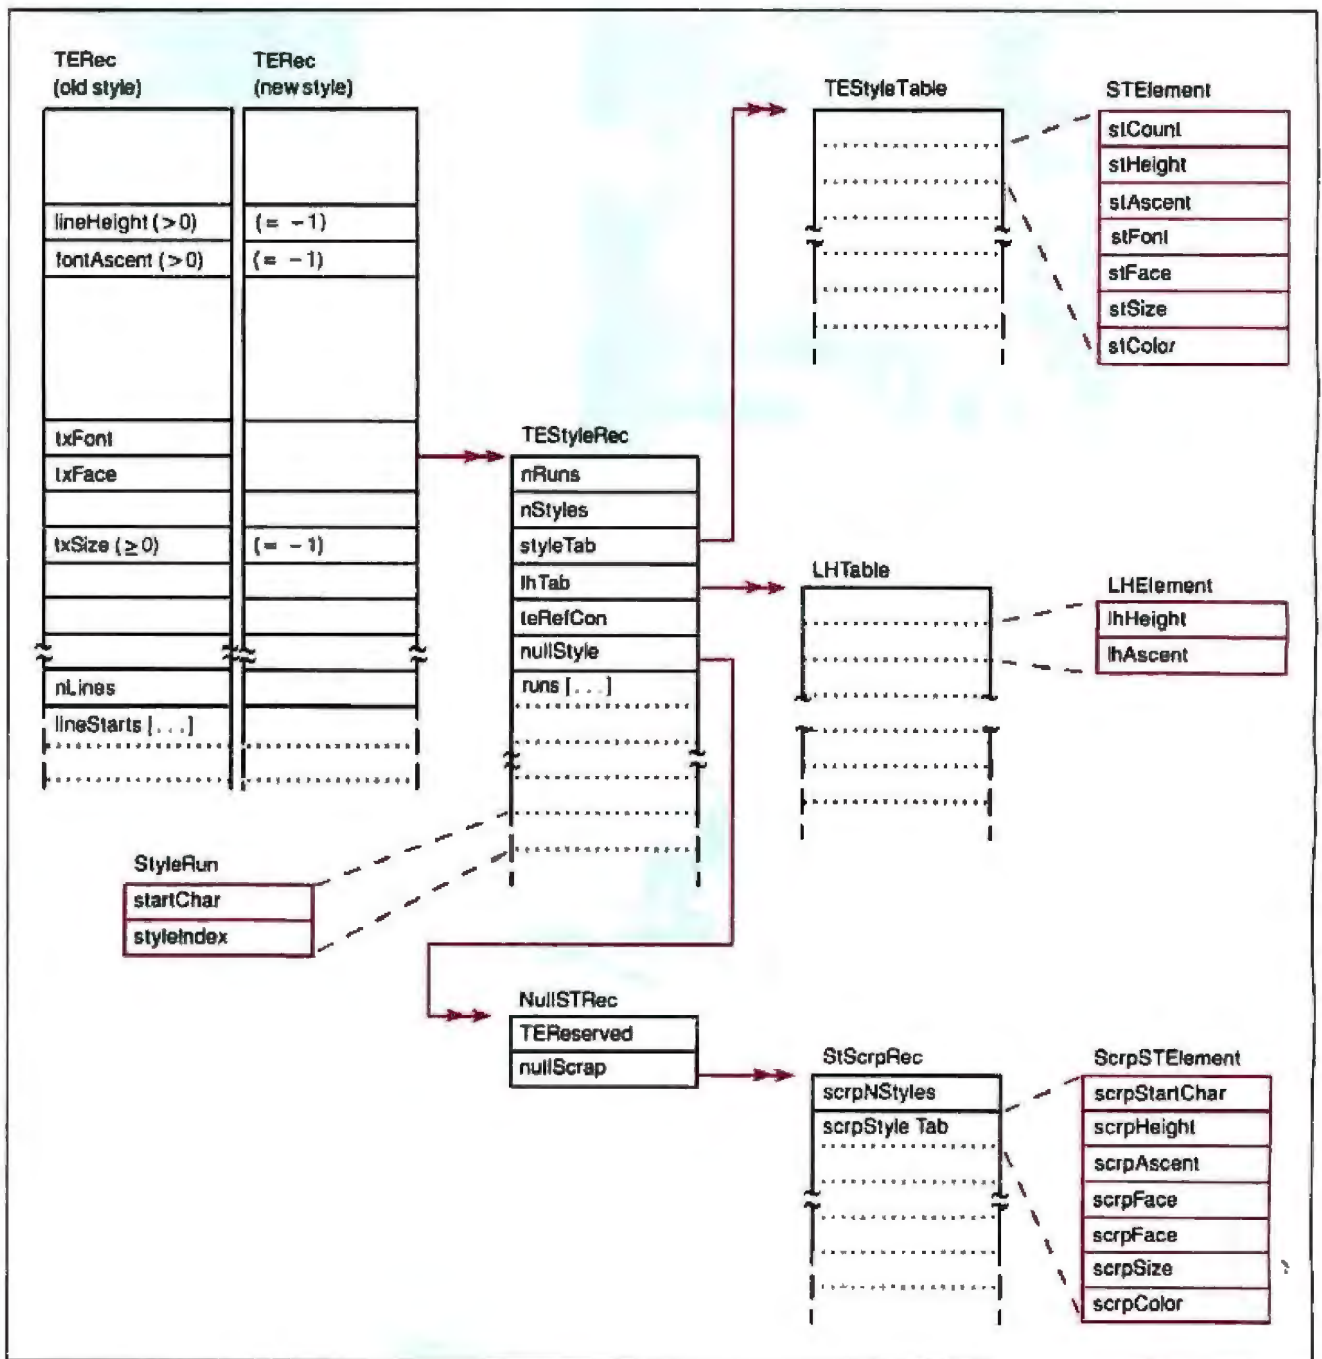 TERec
(old style)
lineHeight (>0)
fontAscent (>0)
txFont
txFace
txSize (≥0)
nLines
lineStarts [...]
TERec
(new style)
(= −1)
(= −1)
(= −1)
TEStyleRec
nRuns
nStyles
styleTab
lhTab
teRefCon
nullStyle
runs [...]
StyleRun
startChar
styleIndex
TEStyleTable
STElement
stCount
stHeight
stAscent
stFont
stFace
stSize
stColor
LHTable
LHElement
lhHeight
lhAscent
NullSTRec
TEReserved
nullScrap
StScrpRec
scrpNStyles
scrpStyle Tab
ScrpSTElement
scrpStartChar
scrpHeight
scrpAscent
scrpFace
scrpFace
scrpSize
scrpColor